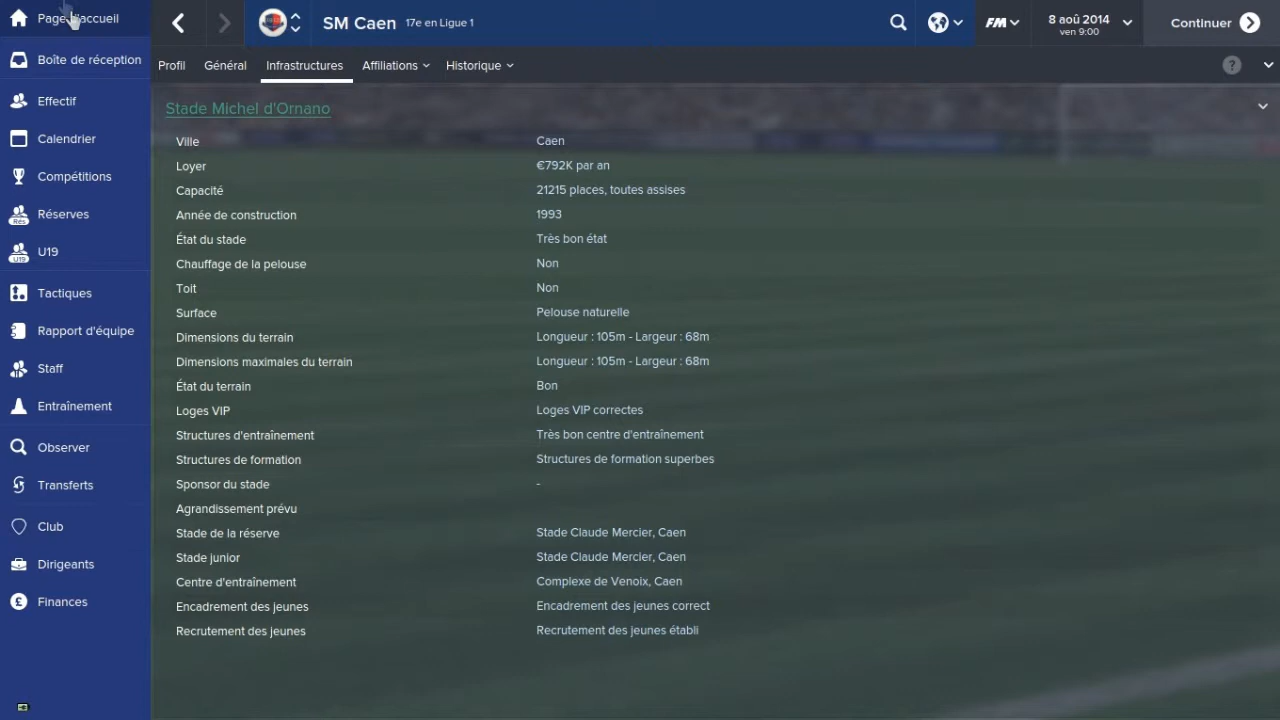 Page d'accueil
SM Caen 17e en Ligue 1
FM
8 aoû 2014
ven 9:00
Continuer
Boîte de réception
Effectif
Calendrier
Compétitions
Réserves
U19
Tactiques
Rapport d'équipe
Staff
Entraînement
Observer
Transferts
Club
Dirigeants
Finances
Profil Général Infrastructures Affiliations Historique
Stade Michel d'Ornano
Ville Caen
Loyer €792K par an
Capacité 21215 places, toutes assises
Année de construction 1993
État du stade Très bon état
Chauffage de la pelouse Non
Toit Non
Surface Pelouse naturelle
Dimensions du terrain Longueur : 105m - Largeur : 68m
Dimensions maximales du terrain Longueur : 105m - Largeur : 68m
État du terrain Bon
Loges VIP Loges VIP correctes
Structures d'entraînement Très bon centre d'entraînement
Structures de formation Structures de formation superbes
Sponsor du stade -
Agrandissement prévu
Stade de la réserve Stade Claude Mercier, Caen
Stade junior Stade Claude Mercier, Caen
Centre d'entraînement Complexe de Venoix, Caen
Encadrement des jeunes Encadrement des jeunes correct
Recrutement des jeunes Recrutement des jeunes établi